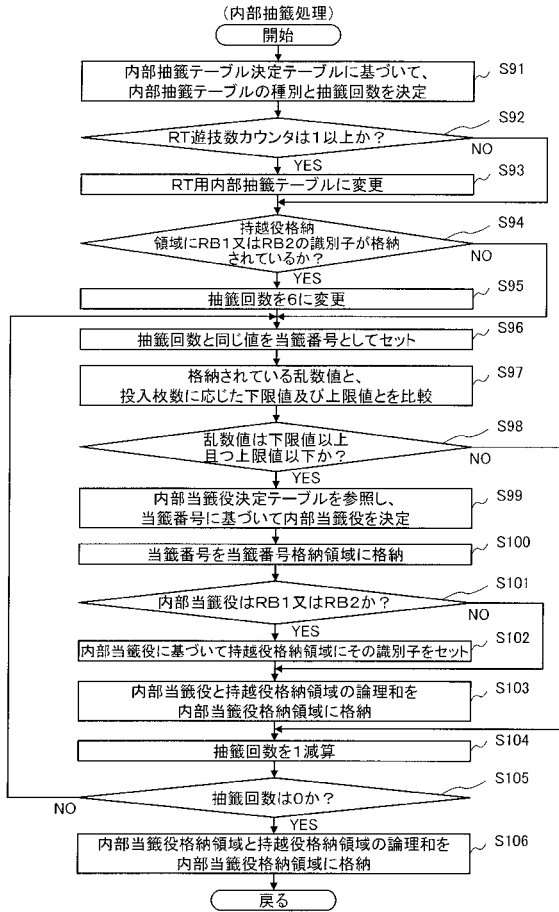 (内部抽籤処理)
開始
内部抽籤テーブル決定テーブルに基づいて、
内部抽籤テーブルの種別と抽籤回数を決定
S91
RT遊技数カウンタは1以上か?
S92
NO
YES
RT用内部抽籤テーブルに変更
S93
持越役格納
領域にRB1又はRB2の識別子が格納
されているか?
S94
NO
YES
抽籤回数を6に変更
S95
抽籤回数と同じ値を当籤番号としてセット
S96
格納されている乱数値と、
投入枚数に応じた下限値及び上限値とを比較
S97
乱数値は下限値以上
且つ上限値以下か?
S98
NO
YES
内部当籤役決定テーブルを参照し、
当籤番号に基づいて内部当籤役を決定
S99
当籤番号を当籤番号格納領域に格納
S100
内部当籤役はRB1又はRB2か?
S101
NO
YES
内部当籤役に基づいて持越役格納領域にその識別子をセット
S102
内部当籤役と持越役格納領域の論理和を
内部当籤役格納領域に格納
S103
抽籤回数を1減算
S104
抽籤回数は0か?
S105
NO
YES
内部当籤役格納領域と持越役格納領域の論理和を
内部当籤役格納領域に格納
S106
戻る